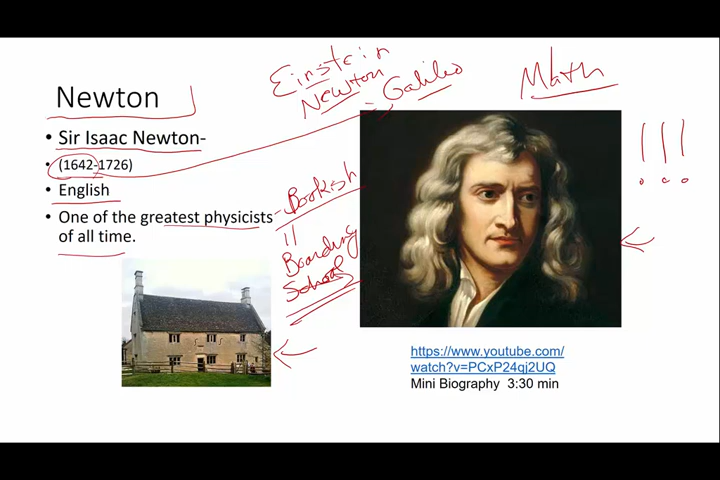 Einstein
Newton
Galileo
Math
Newton
• Sir Isaac Newton-
• (1642-1726)
• English
• One of the greatest physicists
of all time.
- Bookish
Boarding
School
!!!
https://www.youtube.com/
watch?v=PCxP24qj2UQ
Mini Biography 3:30 min